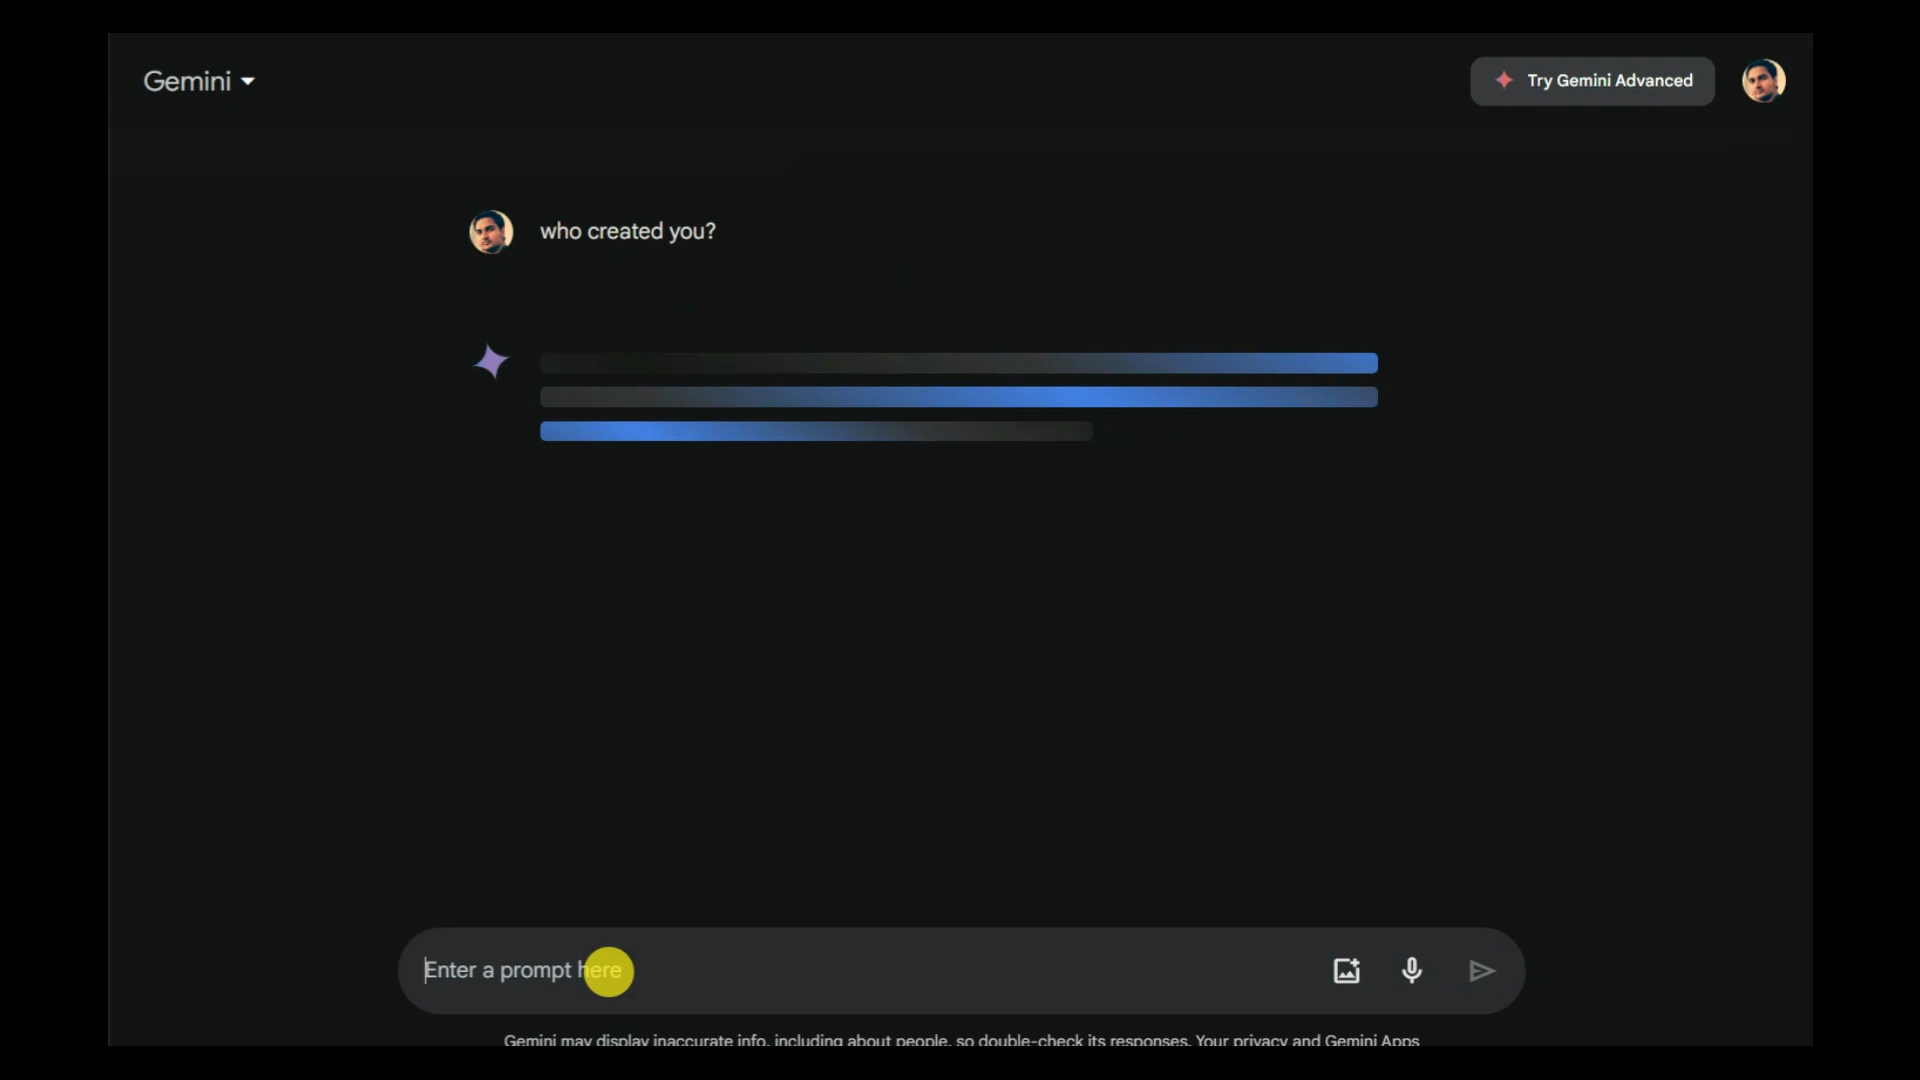 Gemini
Try Gemini Advanced
who created you?
Enter a prompt here
Gemini may display inaccurate info, including about people, so double-check its responses. Your privacy and Gemini Apps